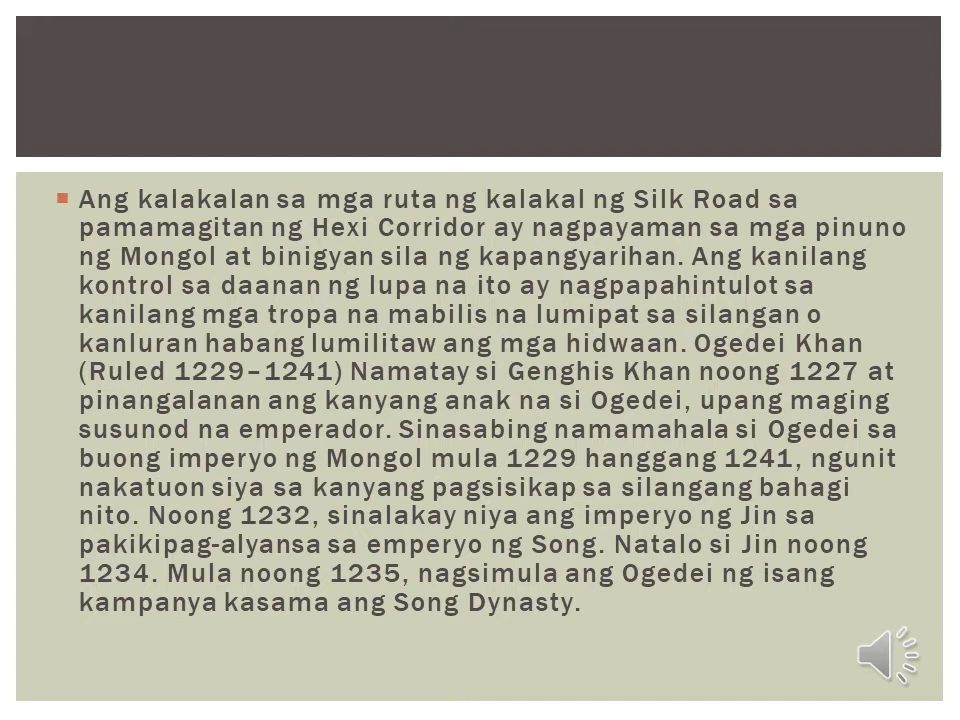 Ang kalakalan sa mga ruta ng kalakal ng Silk Road sa
pamamagitan ng Hexi Corridor ay nagpayaman sa mga pinuno
ng Mongol at binigyan sila ng kapangyarihan. Ang kanilang
kontrol sa daanan ng lupa na ito ay nagpapahintulot sa
kanilang mga tropa na mabilis na lumipat sa silangan o
kanluran habang lumilitaw ang mga hidwaan. Ogedei Khan
(Ruled 1229–1241) Namatay si Genghis Khan noong 1227 at
pinangalanan ang kanyang anak na si Ogedei, upang maging
susunod na emperador. Sinasabing namamahala si Ogedei sa
buong imperyo ng Mongol mula 1229 hanggang 1241, ngunit
nakatuon siya sa kanyang pagsisikap sa silangang bahagi
nito. Noong 1232, sinalakay niya ang imperyo ng Jin sa
pakikipag-alyansa sa emperyo ng Song. Natalo si Jin noong
1234. Mula noong 1235, nagsimula ang Ogedei ng isang
kampanya kasama ang Song Dynasty.